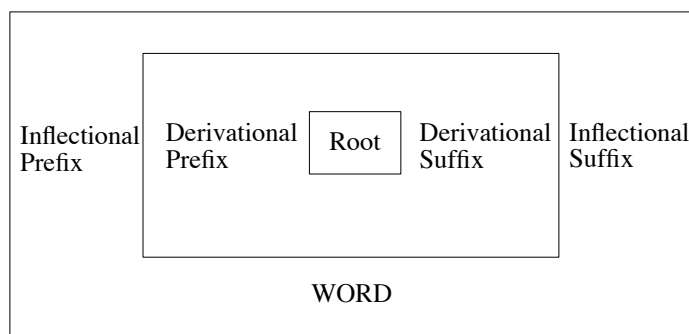 Inflectional
Prefix
Derivational
Prefix
Root
Derivational
Suffix
Inflectional
Suffix
WORD